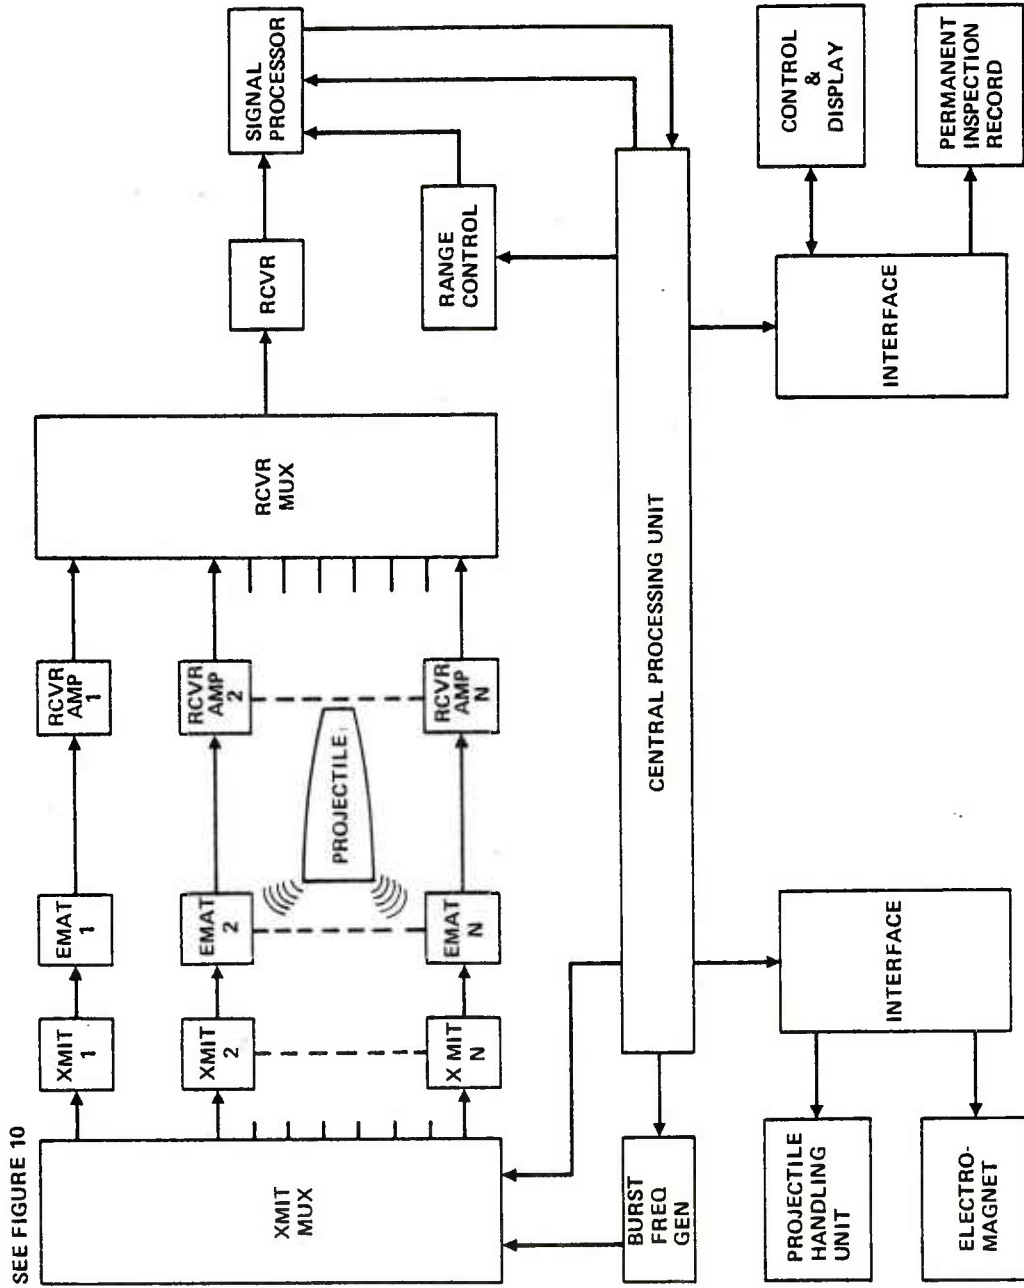 SEE FIGURE 10
XMIT
MUX
XMIT
1
XMIT
2
X MIT
N
EMAT
1
EMAT
2
EMAT
N
PROJECTILE
RCVR
AMP
1
RCVR
AMP
2
RCVR
AMP
N
RCVR
MUX
RCVR
SIGNAL
PROCESSOR
RANGE
CONTROL
BURST
FREQ
GEN
CENTRAL PROCESSING UNIT
PROJECTILE
HANDLING
UNIT
ELECTRO-
MAGNET
INTERFACE
INTERFACE
CONTROL
&
DISPLAY
PERMANENT
INSPECTION
RECORD